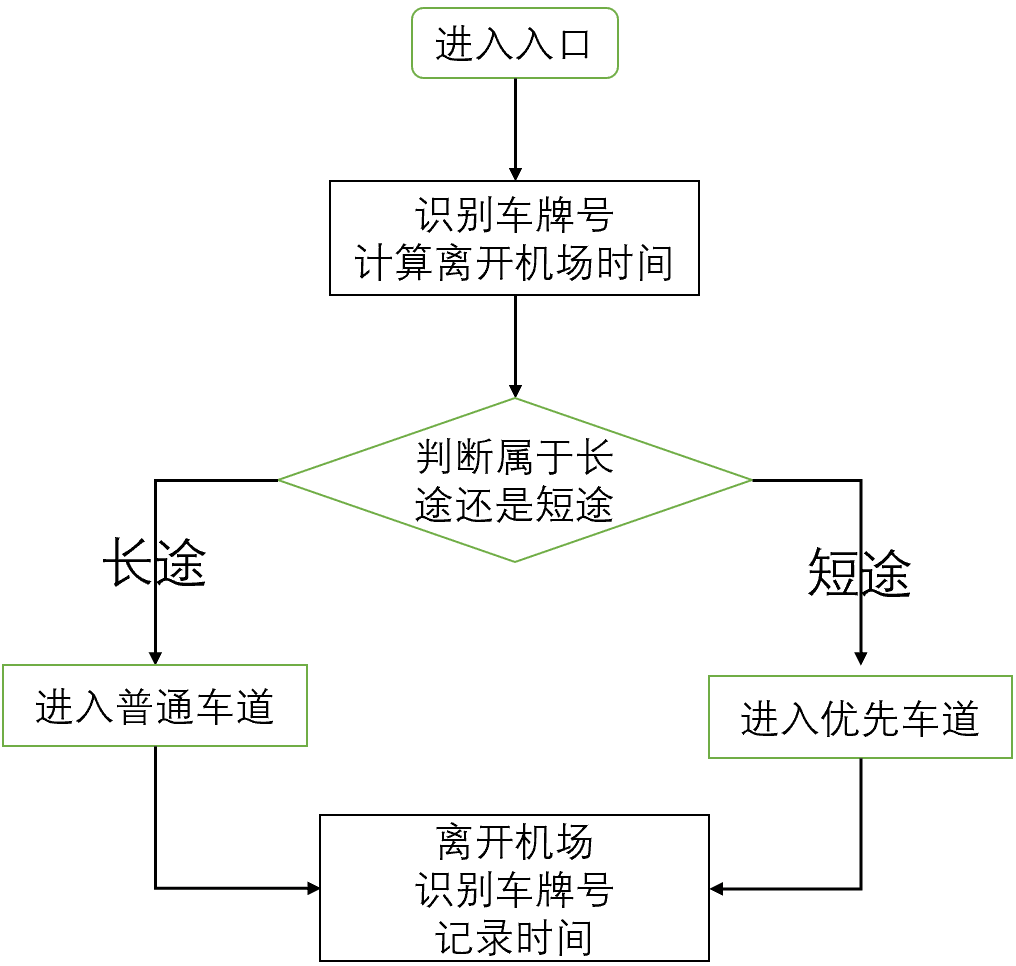 进入入口
识别车牌号
计算离开机场时间
判断属于长
途还是短途
长途
短途
进入普通车道
进入优先车道
离开机场
识别车牌号
记录时间